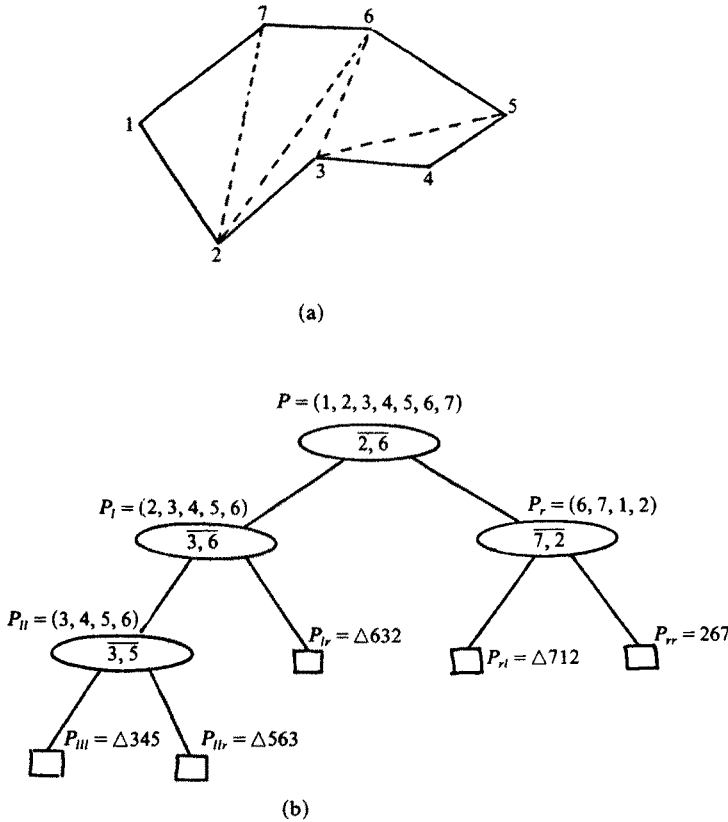 7
6
1
5
3
4
2
(a)
P = (1, 2, 3, 4, 5, 6, 7)
2, 6
P_l = (2, 3, 4, 5, 6)
P_r = (6, 7, 1, 2)
3, 6
7, 2
P_ll = (3, 4, 5, 6)
P_lr = △632
P_rl = △712
P_rr = 267
3, 5
P_lll = △345
P_llr = △563
(b)